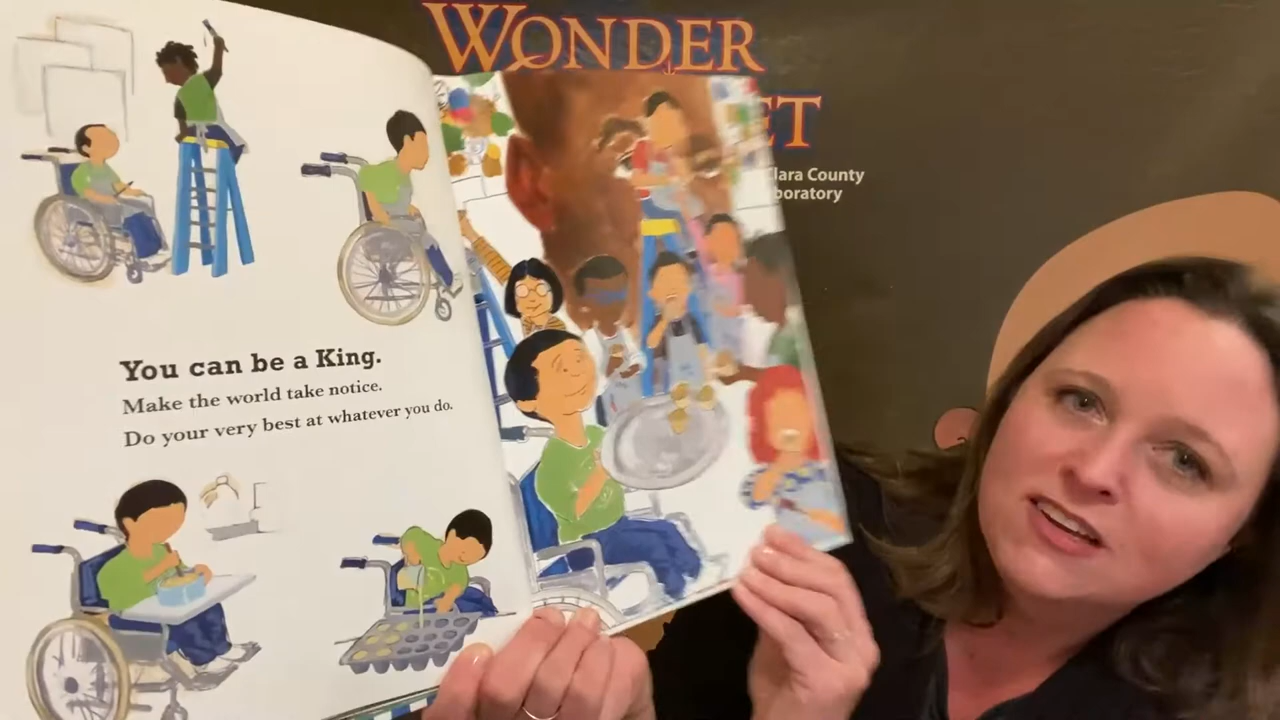 WONDER
ET
lara County
boratory
You can be a King.
Make the world take notice.
Do your very best at whatever you do.